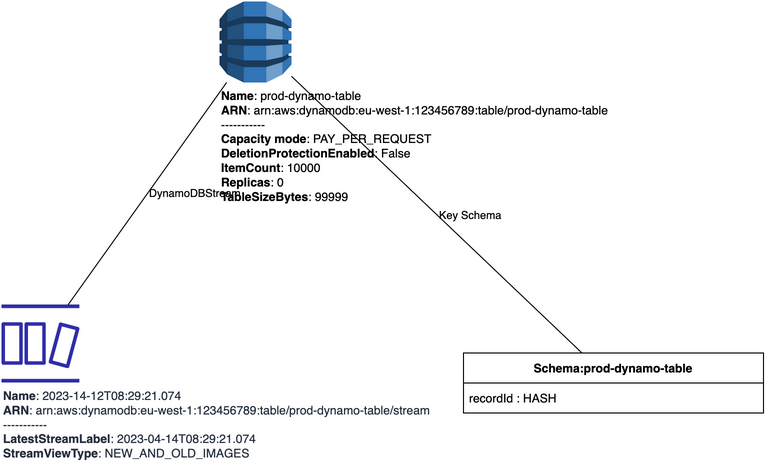 Name: prod-dynamo-table
ARN: arn:aws:dynamodb:eu-west-1:123456789:table/prod-dynamo-table
-----------
Capacity mode: PAY_PER_REQUEST
DeletionProtectionEnabled: False
ItemCount: 10000
Replicas: 0
DynamoDBStream
TableSizeBytes: 99999
Key Schema
Schema:prod-dynamo-table
recordId : HASH
Name: 2023-14-12T08:29:21.074
ARN: arn:aws:dynamodb:eu-west-1:123456789:table/prod-dynamo-table/stream
-----------
LatestStreamLabel: 2023-04-14T08:29:21.074
StreamViewType: NEW_AND_OLD_IMAGES